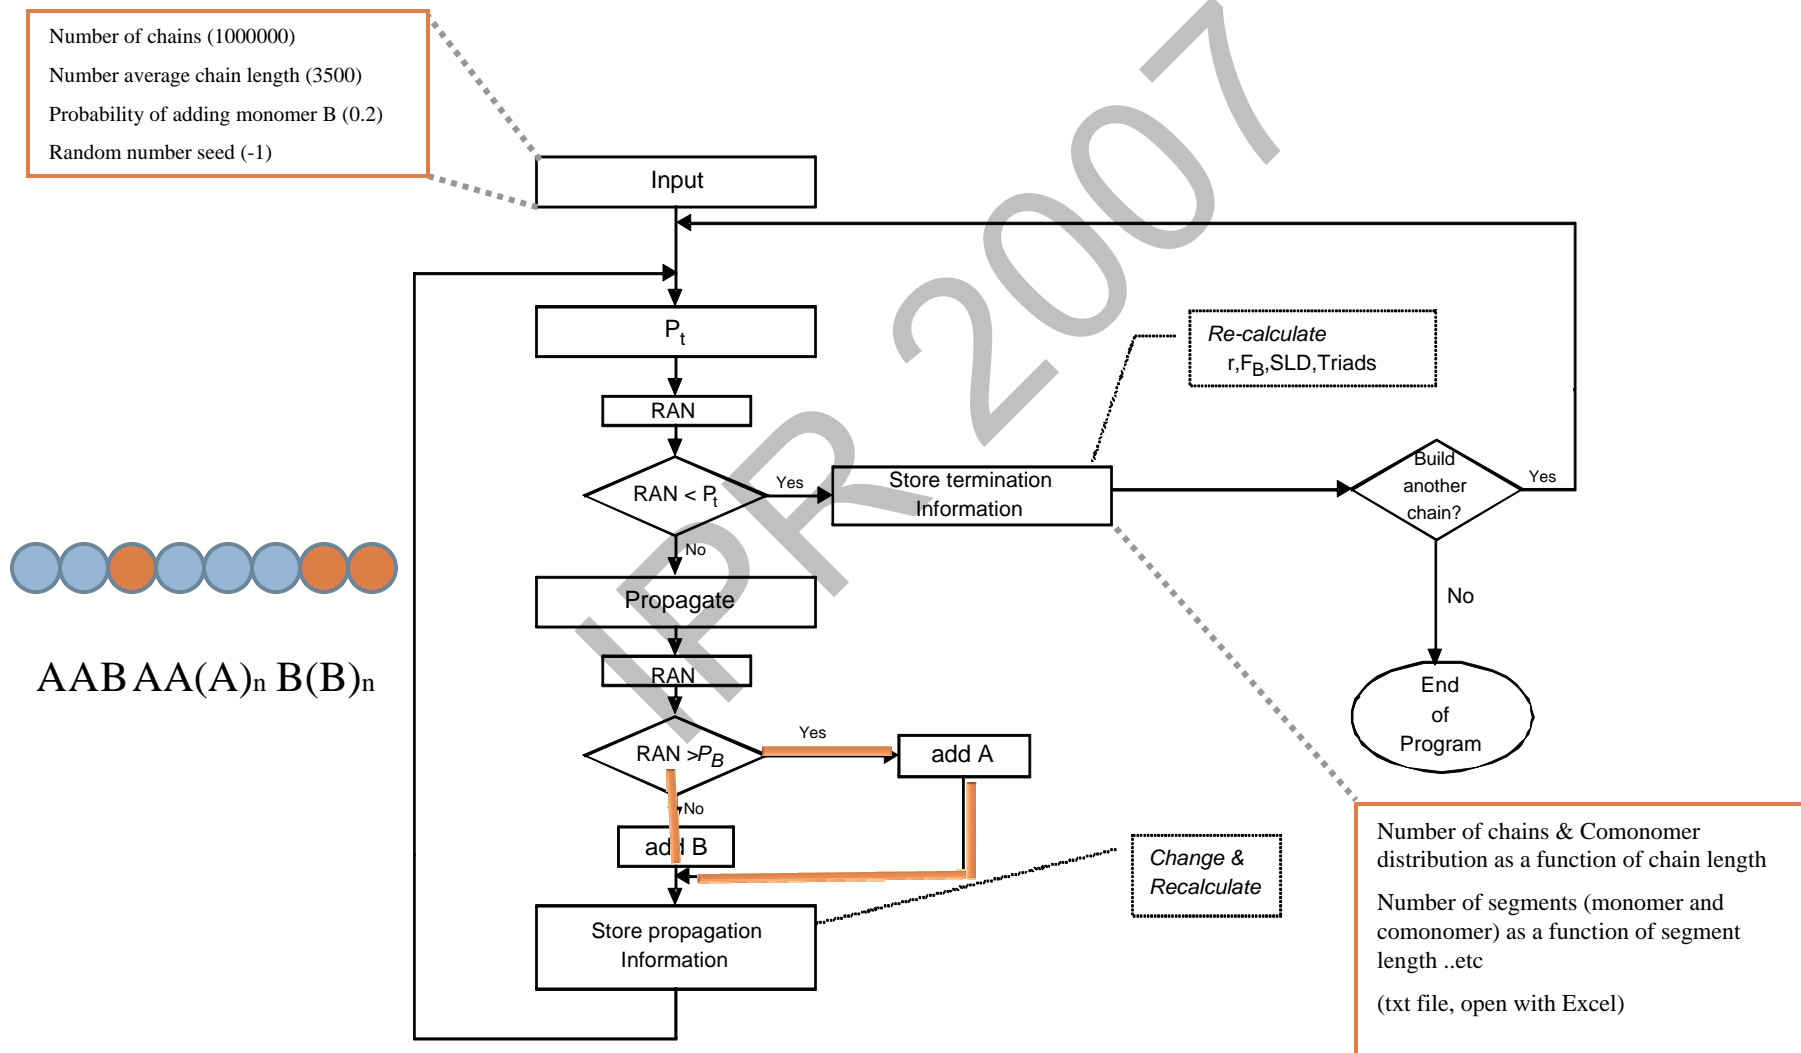 Number of chains (1000000)
Number average chain length (3500)
Probability of adding monomer B (0.2)
Random number seed (-1)
Input
Pt
RAN
RAN < Pt
Yes
No
Store termination
Information
Re-calculate
r,FB,SLD,Triads
Build
another
chain?
Yes
No
End
of
Program
Propagate
RAN
RAN >PB
Yes
No
add A
add B
Store propagation
Information
Change &
Recalculate
AABAA(A)n B(B)n
Number of chains & Comonomer
distribution as a function of chain length
Number of segments (monomer and
comonomer) as a function of segment
length ..etc
(txt file, open with Excel)
IPR 2007